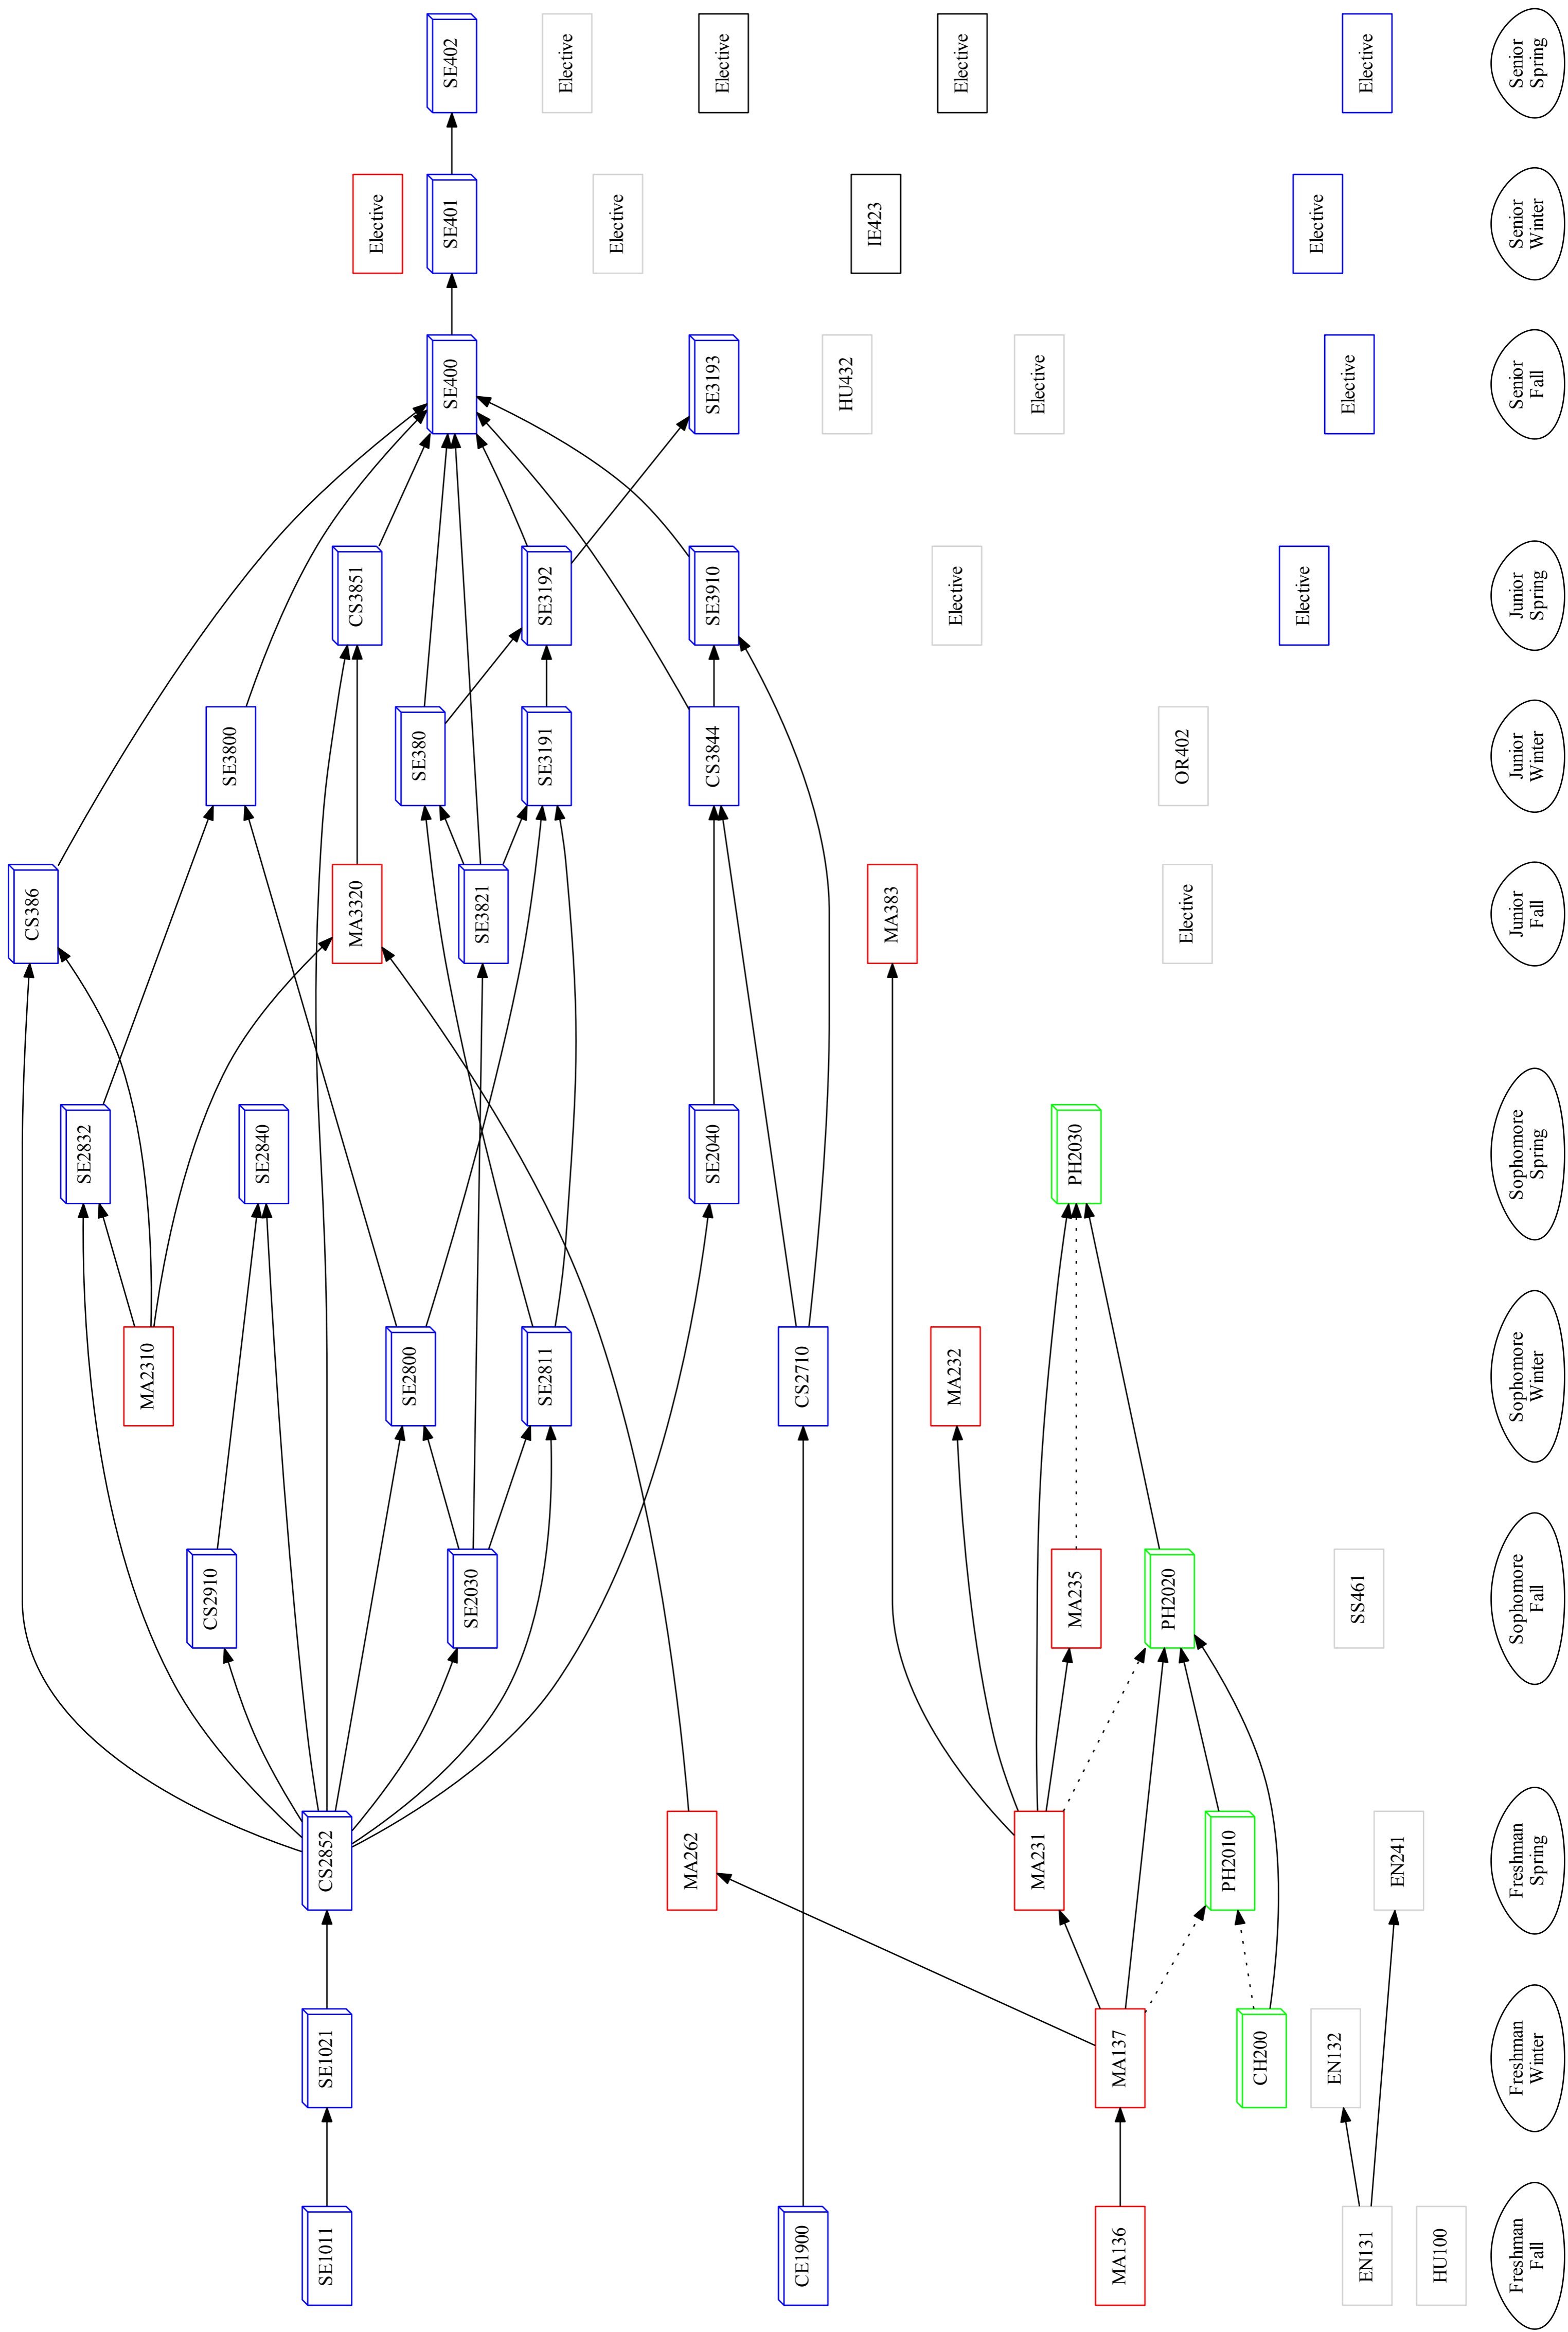 SE402
Elective
Elective
Elective
Elective
Senior
Spring
Elective
SE401
Elective
IE423
Elective
Senior
Winter
SE400
SE3193
HU432
Elective
Elective
Senior
Fall
CS3851
SE3192
SE3910
Elective
Elective
Junior
Spring
SE3800
SE380
SE3191
CS3844
OR402
Junior
Winter
CS386
MA3320
SE3821
MA383
Elective
Junior
Fall
SE2832
SE2840
SE2040
PH2030
Sophomore
Spring
MA2310
SE2800
SE2811
CS2710
MA232
Sophomore
Winter
CS2910
SE2030
MA235
PH2020
SS461
Sophomore
Fall
CS2852
MA262
MA231
PH2010
EN241
Freshman
Spring
SE1021
MA137
CH200
EN132
Freshman
Winter
SE1011
CE1900
MA136
EN131
HU100
Freshman
Fall